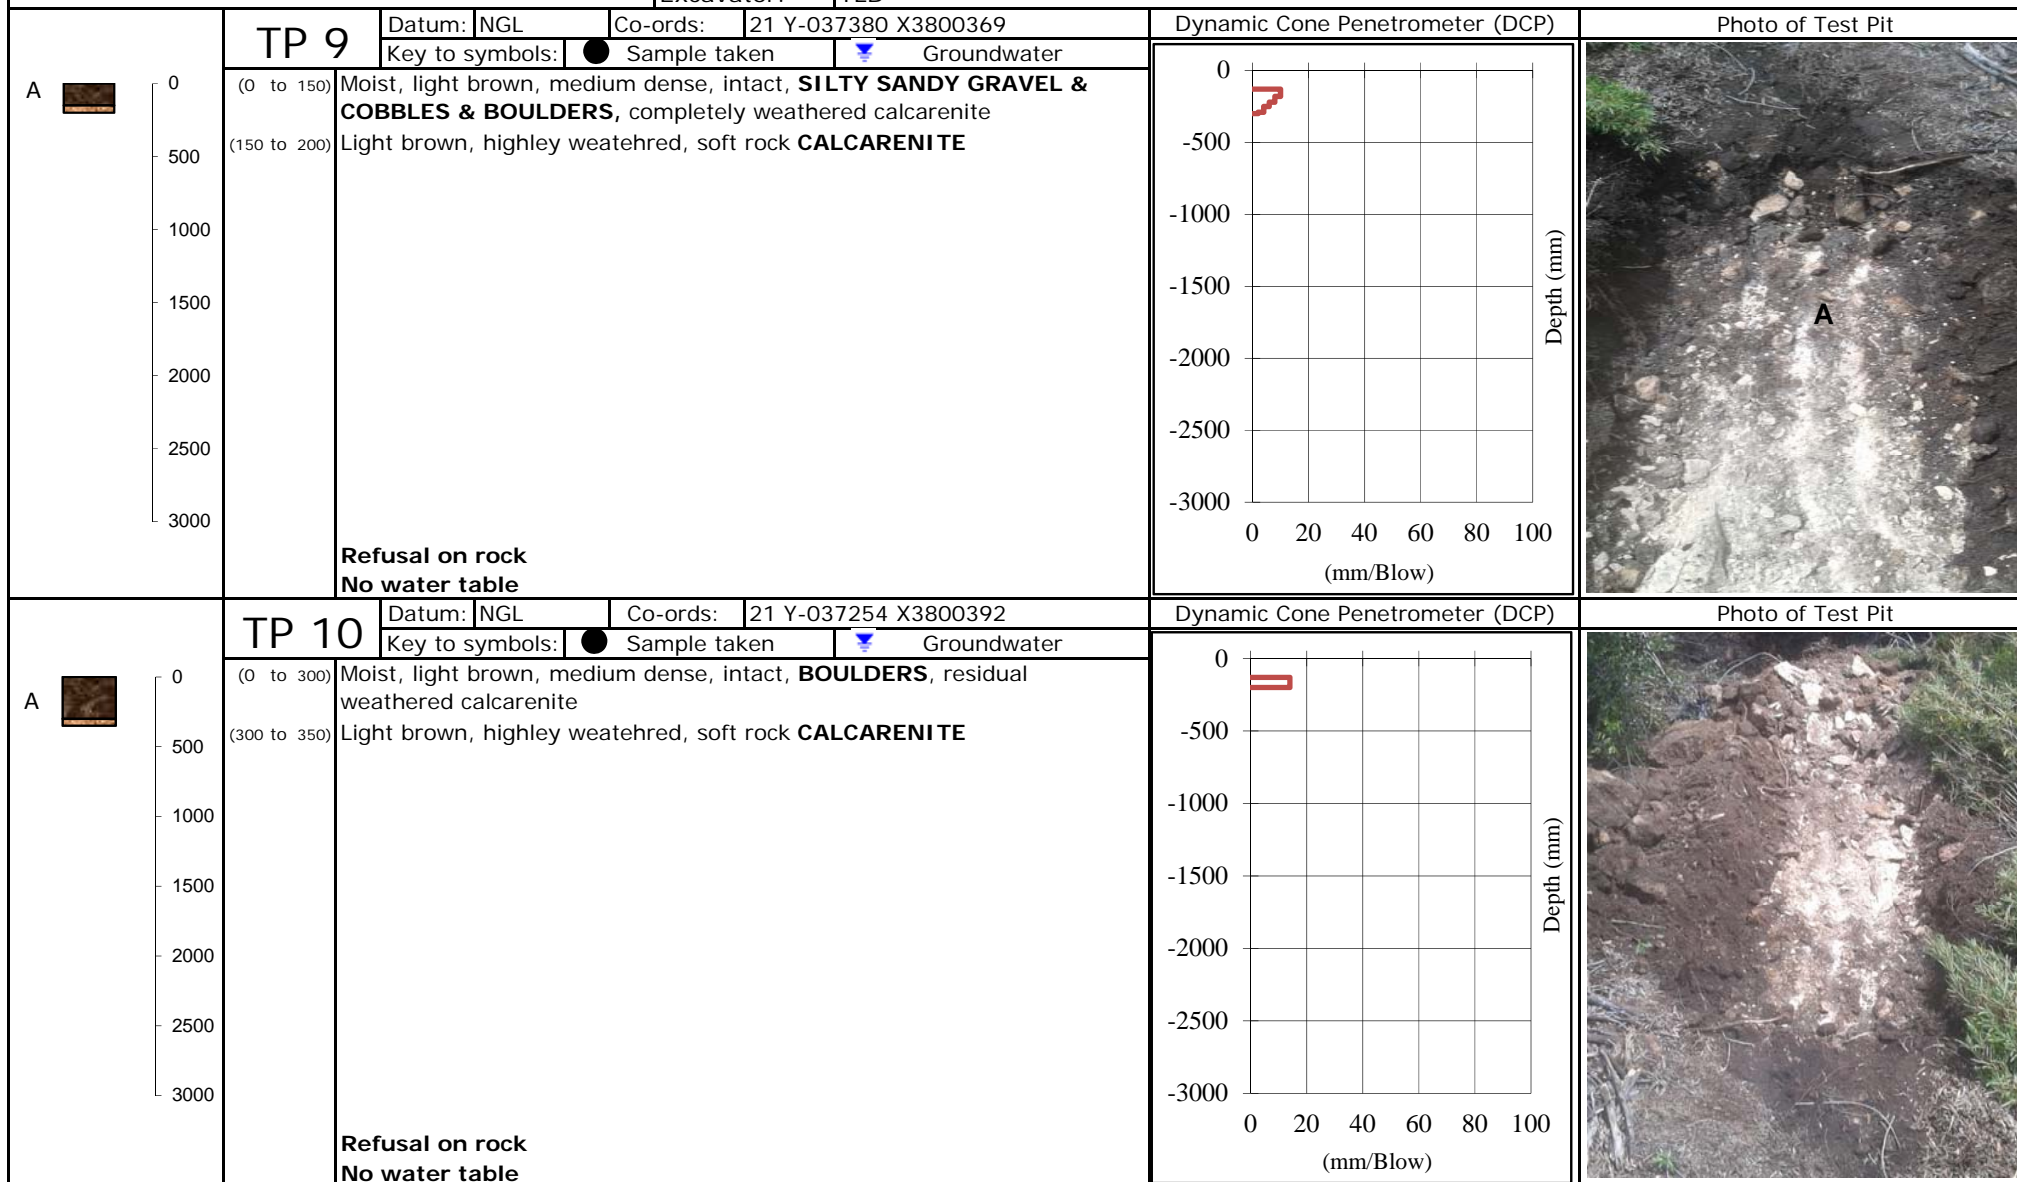 TP 9
Datum: NGL Co-ords: 21 Y-037380 X3800369
Key to symbols: Sample taken Groundwater
Dynamic Cone Penetrometer (DCP)
Photo of Test Pit
A
0
500
1000
1500
2000
2500
3000
(0 to 150) Moist, light brown, medium dense, intact, SILTY SANDY GRAVEL &
COBBLES & BOULDERS, completely weathered calcarenite
(150 to 200) Light brown, highley weatehred, soft rock CALCARENITE
Refusal on rock
No water table
0
-500
-1000
-1500
-2000
-2500
-3000
0 20 40 60 80 100
(mm/Blow)
Depth (mm)
A
TP 10
Datum: NGL Co-ords: 21 Y-037254 X3800392
Key to symbols: Sample taken Groundwater
Dynamic Cone Penetrometer (DCP)
Photo of Test Pit
A
0
500
1000
1500
2000
2500
3000
(0 to 300) Moist, light brown, medium dense, intact, BOULDERS, residual
weathered calcarenite
(300 to 350) Light brown, highley weatehred, soft rock CALCARENITE
Refusal on rock
No water table
0
-500
-1000
-1500
-2000
-2500
-3000
0 20 40 60 80 100
(mm/Blow)
Depth (mm)